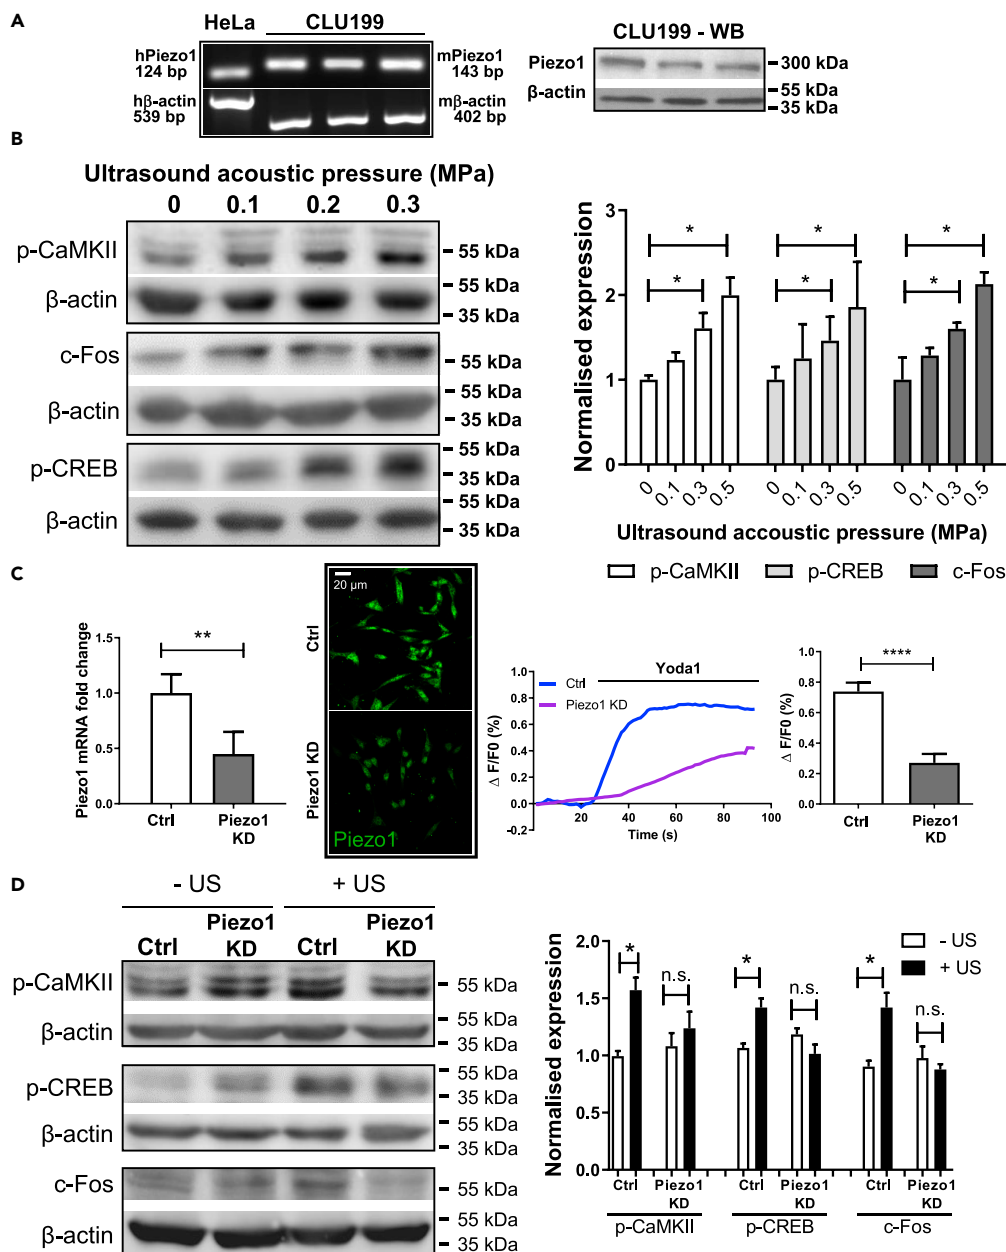 A
HeLa
CLU199
hPiezo1
124 bp
mPiezo1
143 bp
hβ-actin
539 bp
mβ-actin
402 bp
CLU199 - WB
Piezo1
300 kDa
β-actin
55 kDa
35 kDa
B
Ultrasound acoustic pressure (MPa)
0 0.1 0.2 0.3
p-CaMKII
55 kDa
β-actin
55 kDa
35 kDa
c-Fos
55 kDa
β-actin
55 kDa
35 kDa
p-CREB
55 kDa
35 kDa
β-actin
55 kDa
35 kDa
Normalised expression
3
2
1
0
* * *
* * *
0 0.1 0.3 0.5 0 0.1 0.3 0.5 0 0.1 0.3 0.5
Ultrasound accoustic pressure (MPa)
p-CaMKII p-CREB c-Fos
C
Piezo1 mRNA fold change
1.5
1.0
0.5
0.0
**
Ctrl Piezo1
KD
20 μm
Ctrl
Piezo1 KD
Piezo1
Δ F/F0 (%)
1.0
0.8
0.6
0.4
0.2
0.0
-0.2
Yoda1
Ctrl
Piezo1 KD
0 20 40 60 80 100
Time (s)
Δ F/F0 (%)
1.0
0.8
0.6
0.4
0.2
0.0
****
Ctrl Piezo1
KD
D
- US + US
Ctrl Piezo1
KD
Ctrl Piezo1
KD
p-CaMKII
55 kDa
β-actin
55 kDa
35 kDa
p-CREB
55 kDa
35 kDa
β-actin
55 kDa
35 kDa
c-Fos
55 kDa
β-actin
55 kDa
35 kDa
Normalised expression
2.0
1.5
1.0
0.5
0.0
- US
+ US
* n.s. * n.s. * n.s.
Ctrl Piezo1
KD
Ctrl Piezo1
KD
Ctrl Piezo1
KD
p-CaMKII p-CREB c-Fos